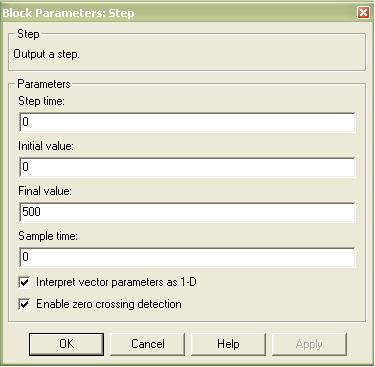 Block Parameters: Step
Step
Output a step.
Parameters
Step time:
0
Initial value:
0
Final value:
500
Sample time:
0
Interpret vector parameters as 1-D
Enable zero crossing detection
OK Cancel Help Apply